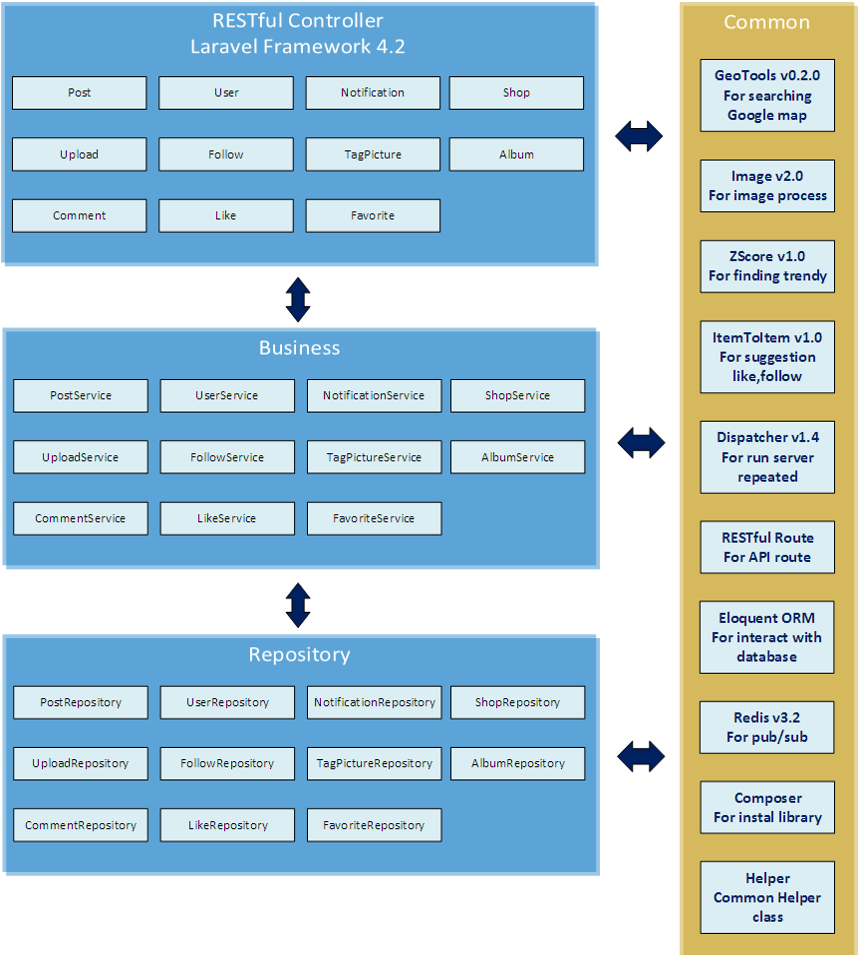 RESTful Controller
Laravel Framework 4.2
Post
User
Notification
Shop
Upload
Follow
TagPicture
Album
Comment
Like
Favorite
Business
PostService
UserService
NotificationService
ShopService
UploadService
FollowService
TagPictureService
AlbumService
CommentService
LikeService
FavoriteService
Repository
PostRepository
UserRepository
NotificationRepository
ShopRepository
UploadRepository
FollowRepository
TagPictureRepository
AlbumRepository
CommentRepository
LikeRepository
FavoriteRepository
Common
GeoTools v0.2.0
For searching
Google map
Image v2.0
For image process
ZScore v1.0
For finding trendy
ItemToItem v1.0
For suggestion
like,follow
Dispatcher v1.4
For run server
repeated
RESTful Route
For API route
Eloquent ORM
For interact with
database
Redis v3.2
For pub/sub
Composer
For instal library
Helper
Common Helper
class